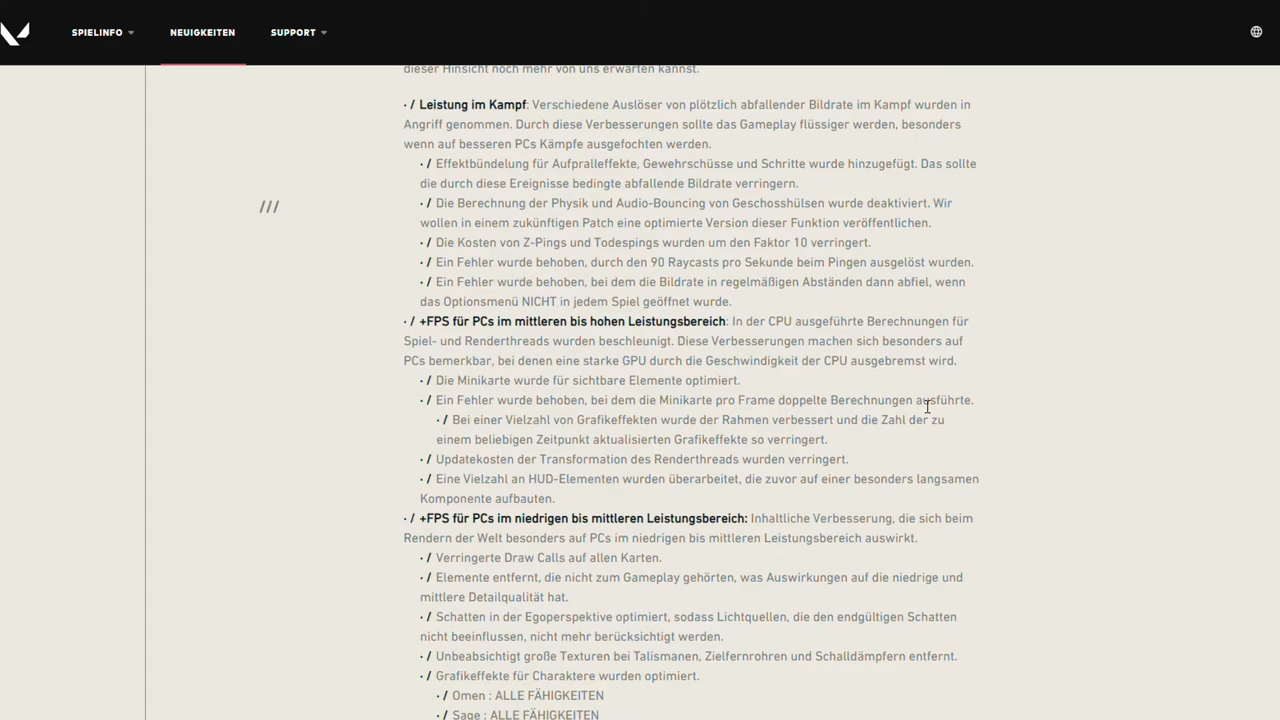 SPIELINFO NEUIGKEITEN SUPPORT
dieser Hinsicht noch mehr von uns erwarten kannst.
· / Leistung im Kampf: Verschiedene Auslöser von plötzlich abfallender Bildrate im Kampf wurden in
Angriff genommen. Durch diese Verbesserungen sollte das Gameplay flüssiger werden, besonders
wenn auf besseren PCs Kämpfe ausgefochten werden.
· / Effektbündelung für Aufpralleffekte, Gewehrschüsse und Schritte wurde hinzugefügt. Das sollte
die durch diese Ereignisse bedingte abfallende Bildrate verringern.
///
· / Die Berechnung der Physik und Audio-Bouncing von Geschosshülsen wurde deaktiviert. Wir
wollen in einem zukünftigen Patch eine optimierte Version dieser Funktion veröffentlichen.
· / Die Kosten von Z-Pings und Todespings wurden um den Faktor 10 verringert.
· / Ein Fehler wurde behoben, durch den 90 Raycasts pro Sekunde beim Pingen ausgelöst wurden.
· / Ein Fehler wurde behoben, bei dem die Bildrate in regelmäßigen Abständen dann abfiel, wenn
das Optionsmenü NICHT in jedem Spiel geöffnet wurde.
· / +FPS für PCs im mittleren bis hohen Leistungsbereich: In der CPU ausgeführte Berechnungen für
Spiel- und Renderthreads wurden beschleunigt. Diese Verbesserungen machen sich besonders auf
PCs bemerkbar, bei denen eine starke GPU durch die Geschwindigkeit der CPU ausgebremst wird.
· / Die Minikarte wurde für sichtbare Elemente optimiert.
· / Ein Fehler wurde behoben, bei dem die Minikarte pro Frame doppelte Berechnungen ausführte.
· / Bei einer Vielzahl von Grafikeffekten wurde der Rahmen verbessert und die Zahl der zu
einem beliebigen Zeitpunkt aktualisierten Grafikeffekte so verringert.
· / Updatekosten der Transformation des Renderthreads wurden verringert.
· / Eine Vielzahl an HUD-Elementen wurden überarbeitet, die zuvor auf einer besonders langsamen
Komponente aufbauten.
· / +FPS für PCs im niedrigen bis mittleren Leistungsbereich: Inhaltliche Verbesserung, die sich beim
Rendern der Welt besonders auf PCs im niedrigen bis mittleren Leistungsbereich auswirkt.
· / Verringerte Draw Calls auf allen Karten.
· / Elemente entfernt, die nicht zum Gameplay gehörten, was Auswirkungen auf die niedrige und
mittlere Detailqualität hat.
· / Schatten in der Egoperspektive optimiert, sodass Lichtquellen, die den endgültigen Schatten
nicht beeinflussen, nicht mehr berücksichtigt werden.
· / Unbeabsichtigt große Texturen bei Talismanen, Zielfernrohren und Schalldämpfern entfernt.
· / Grafikeffekte für Charaktere wurden optimiert.
· / Omen : ALLE FÄHIGKEITEN
· / Sage : ALLE FÄHIGKEITEN